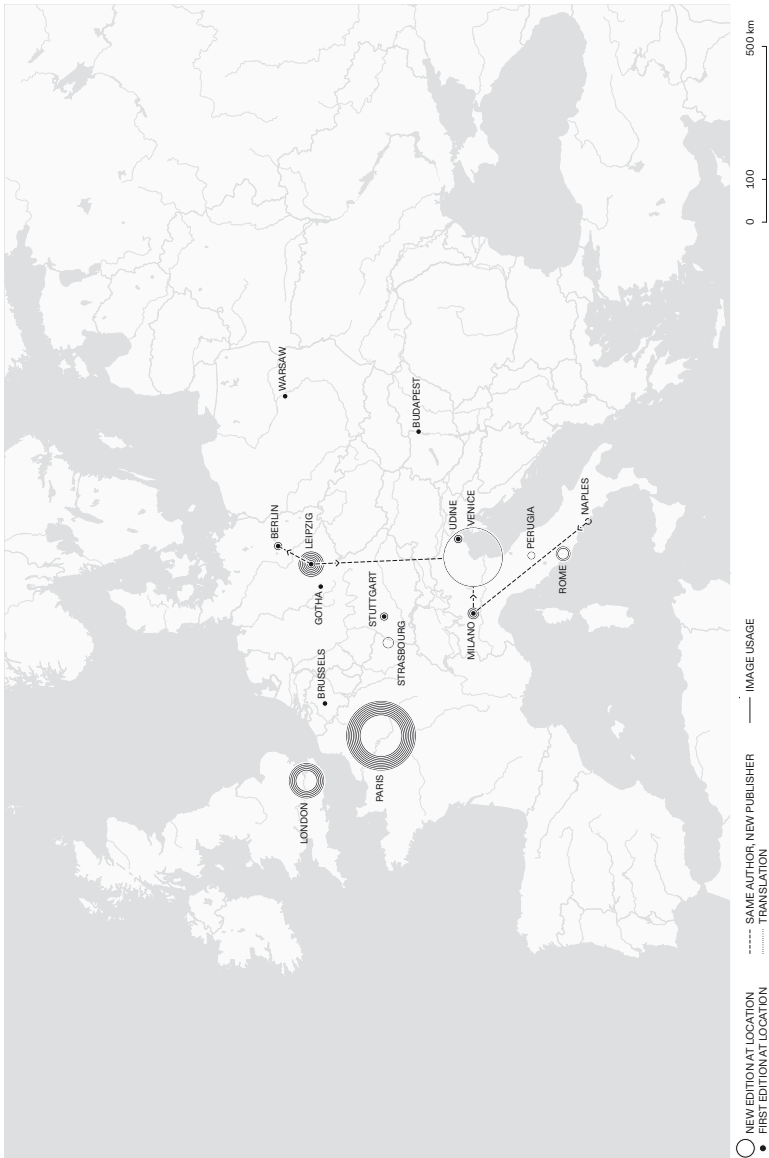 WARSAW
BUDAPEST
BERLIN
LEIPZIG
GOTHA
UDINE
VENICE
STUTTGART
STRASBOURG
BRUSSELS
MILANO
PERUGIA
ROME
NAPLES
PARIS
LONDON
NEW EDITION AT LOCATION
FIRST EDITION AT LOCATION
SAME AUTHOR, NEW PUBLISHER
TRANSLATION
IMAGE USAGE
0 100 500 km